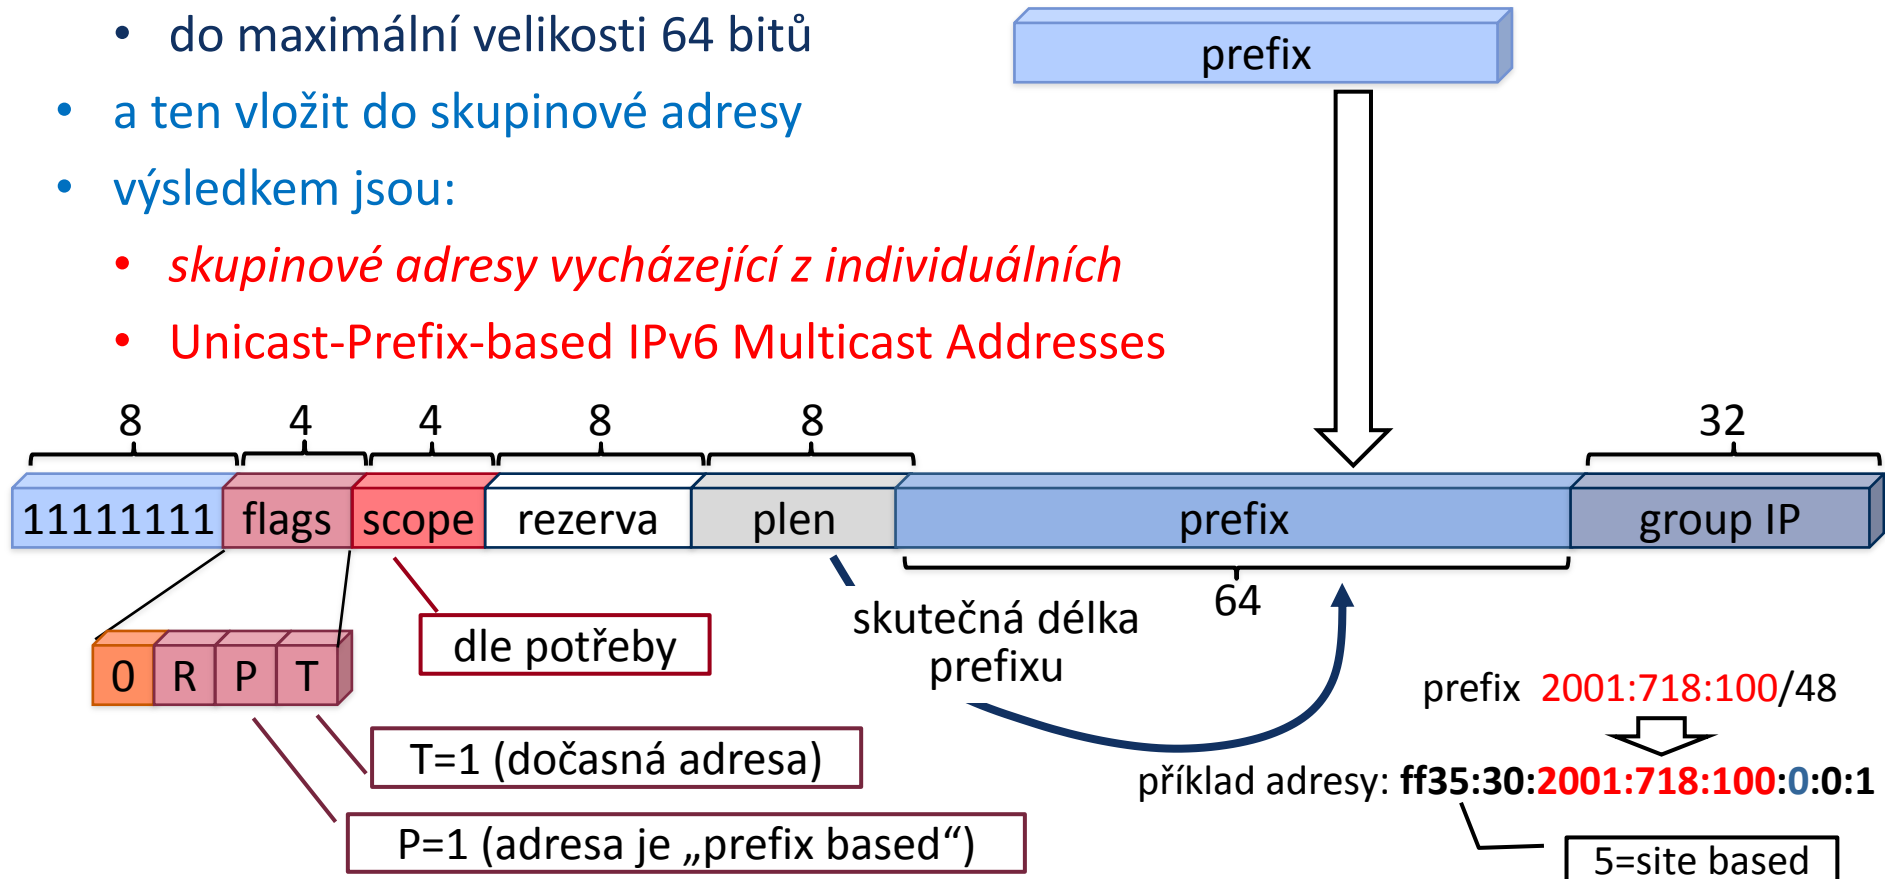 • do maximální velikosti 64 bitů
prefix
• a ten vložit do skupinové adresy
• výsledkem jsou:
• skupinové adresy vycházející z individuálních
• Unicast-Prefix-based IPv6 Multicast Addresses
8 4 4 8 8 32
11111111 flags scope rezerva plen prefix group IP
64
skutečná délka
prefixu
dle potřeby
0 R P T
prefix 2001:718:100/48
T=1 (dočasná adresa)
příklad adresy: ff35:30:2001:718:100:0:0:1
P=1 (adresa je „prefix based“)
5=site based